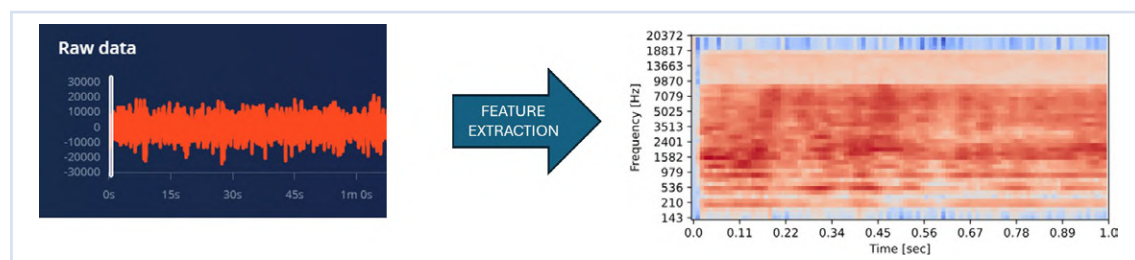 Raw data
30000
20000
10000
0
-10000
-20000
-30000
0s 15s 30s 45s 1m 0s
FEATURE
EXTRACTION
Frequency [Hz]
20372
18817
13663
9870
7079
5025
3513
2401
1582
979
536
210
143
0.0 0.11 0.22 0.34 0.45 0.56 0.67 0.78 0.89 1.0
Time [sec]